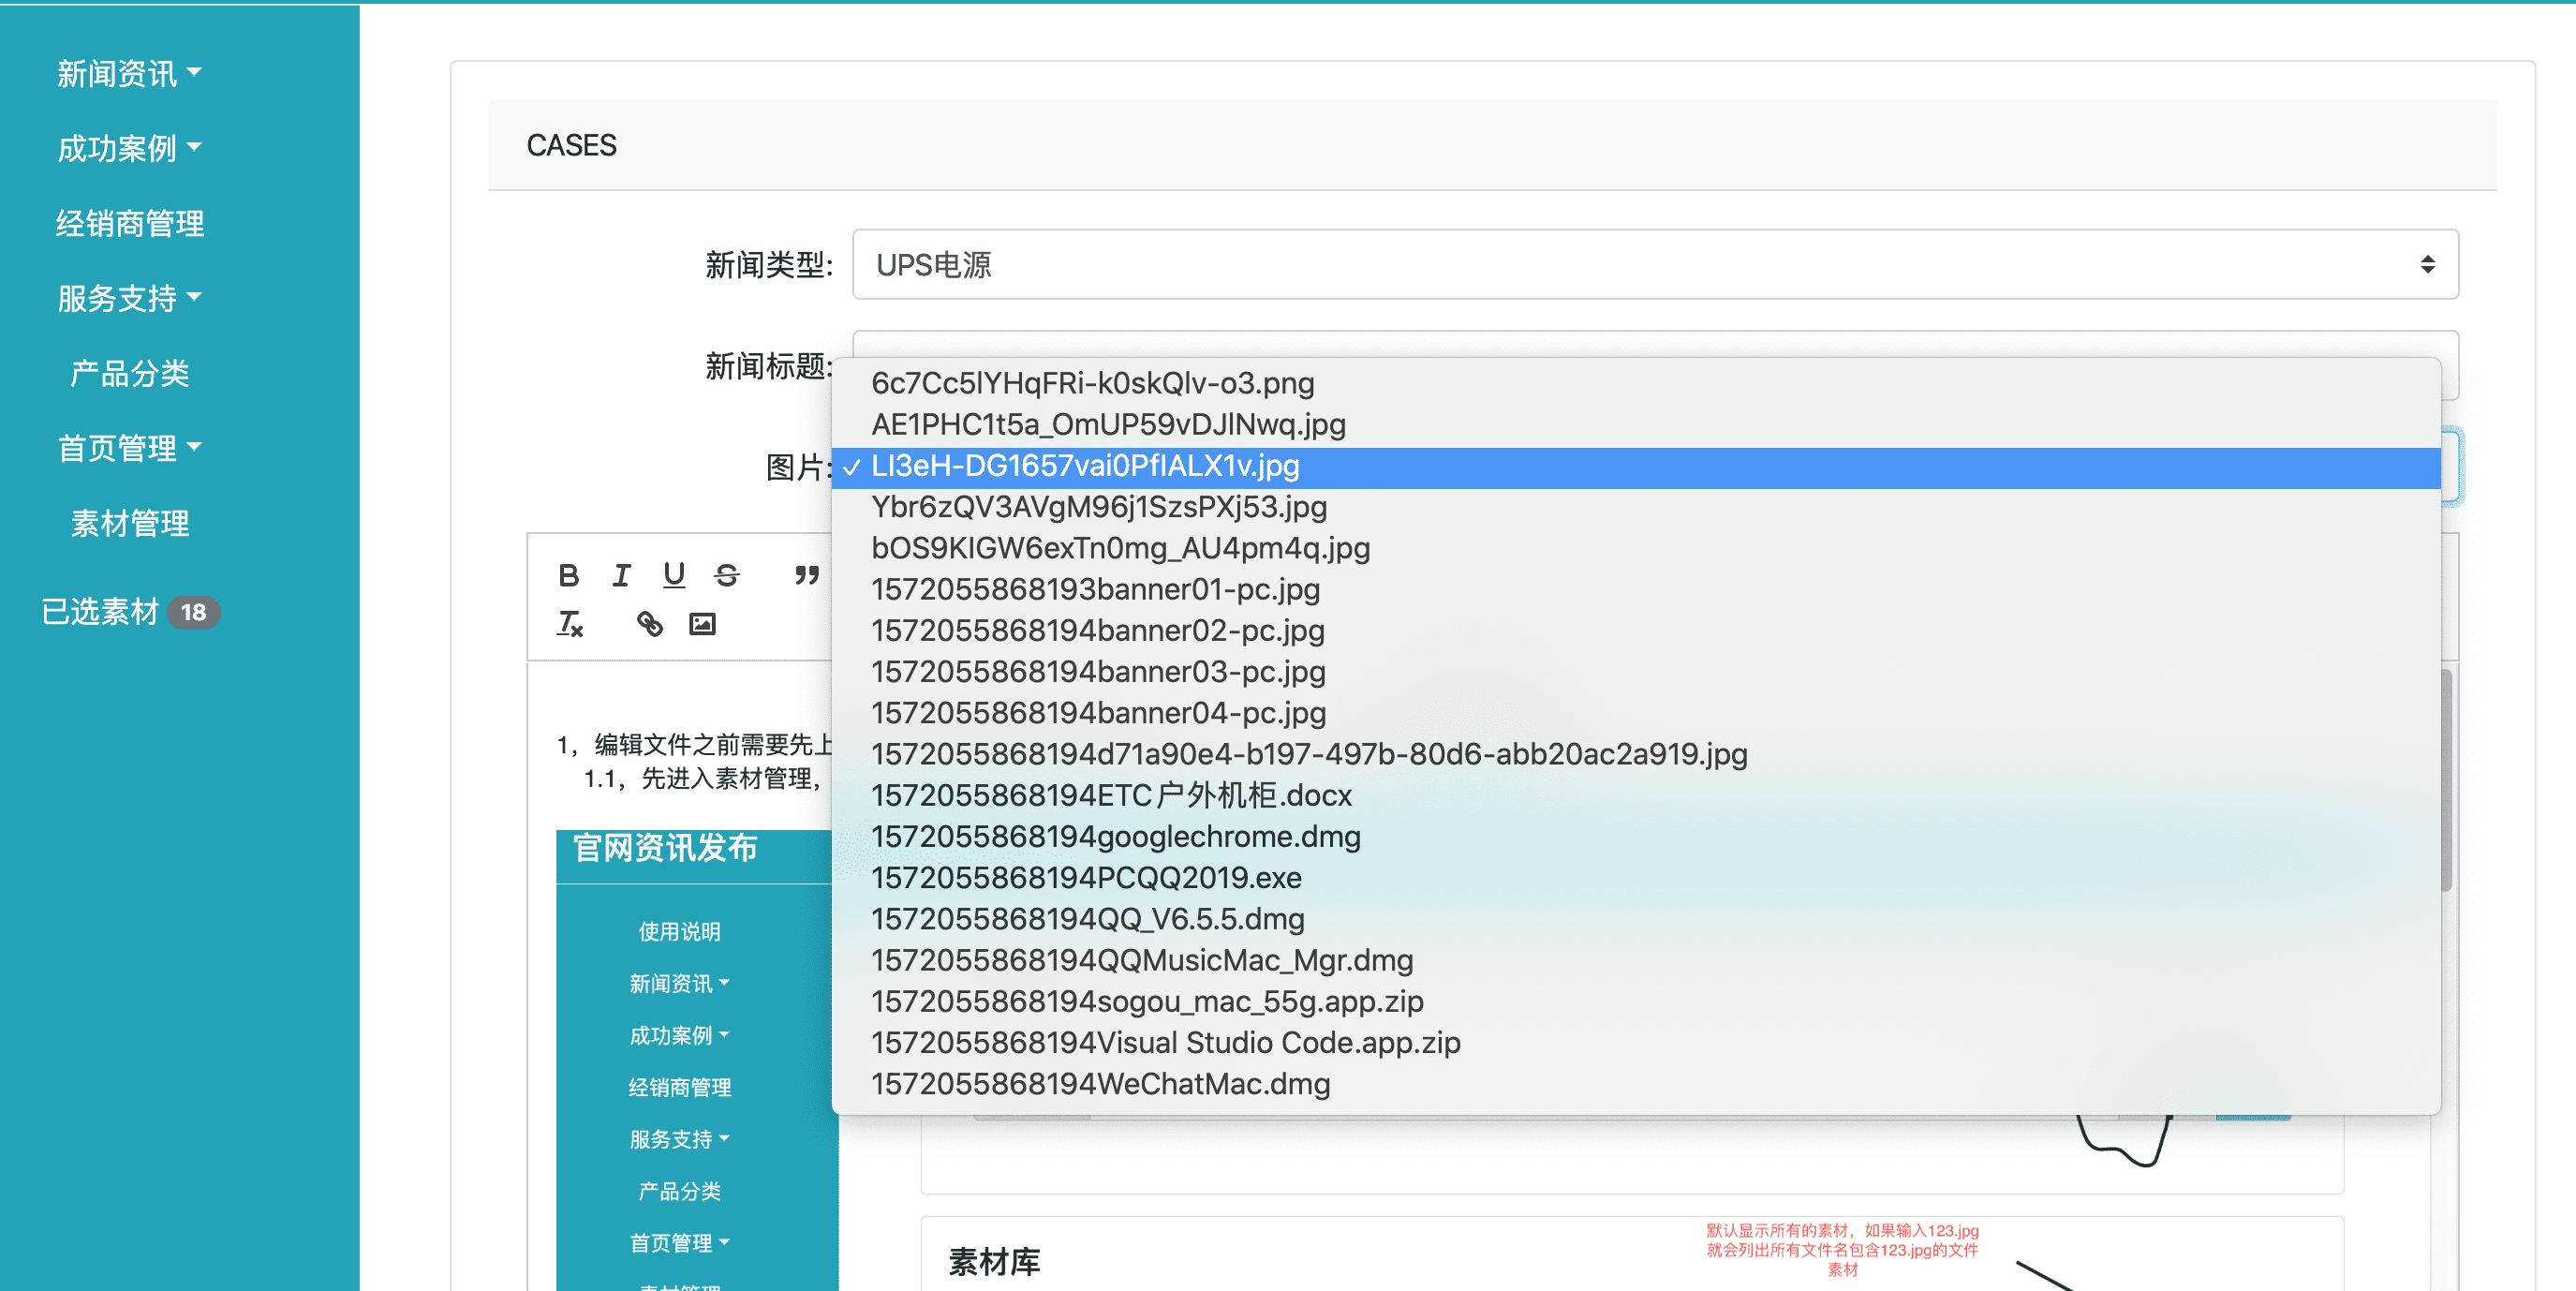 新闻资讯
成功案例
经销商管理
服务支持
产品分类
首页管理
素材管理
已选素材 18
CASES
新闻类型: UPS电源
新闻标题:
图片:
6c7Cc5lYHqFRi-k0skQlv-o3.png
AE1PHC1t5a_OmUP59vDJlNwq.jpg
✓ LI3eH-DG1657vai0PfIALX1v.jpg
Ybr6zQV3AVgM96j1SzsPXj53.jpg
bOS9KIGW6exTn0mg_AU4pm4q.jpg
1572055868193banner01-pc.jpg
1572055868194banner02-pc.jpg
1572055868194banner03-pc.jpg
1572055868194banner04-pc.jpg
1572055868194d71a90e4-b197-497b-80d6-abb20ac2a919.jpg
1572055868194ETC户外机柜.docx
1572055868194googlechrome.dmg
1572055868194PCQQ2019.exe
1572055868194QQ_V6.5.5.dmg
1572055868194QQMusicMac_Mgr.dmg
1572055868194sogou_mac_55g.app.zip
1572055868194Visual Studio Code.app.zip
1572055868194WeChatMac.dmg
1，编辑文件之前需要先上
1.1，先进入素材管理，
官网资讯发布
使用说明
新闻资讯
成功案例
经销商管理
服务支持
产品分类
首页管理
素材管理
素材库
默认显示所有的素材，如果输入123.jpg
就会列出所有文件名包含123.jpg的文件
素材